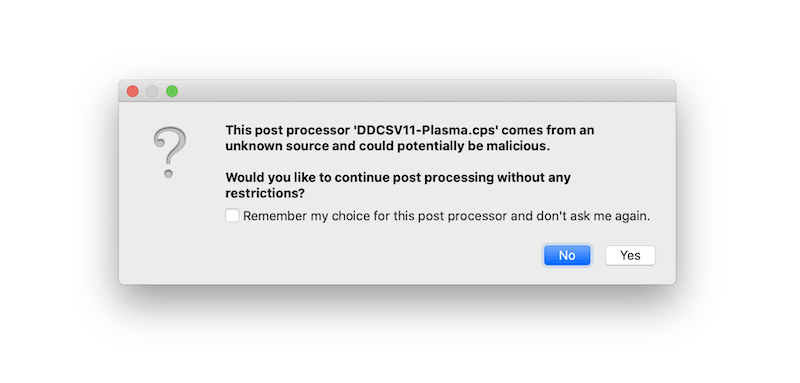 This post processor 'DDCSV11-Plasma.cps' comes from an
unknown source and could potentially be malicious.
Would you like to continue post processing without any
restrictions?
Remember my choice for this post processor and don't ask me again.
No Yes